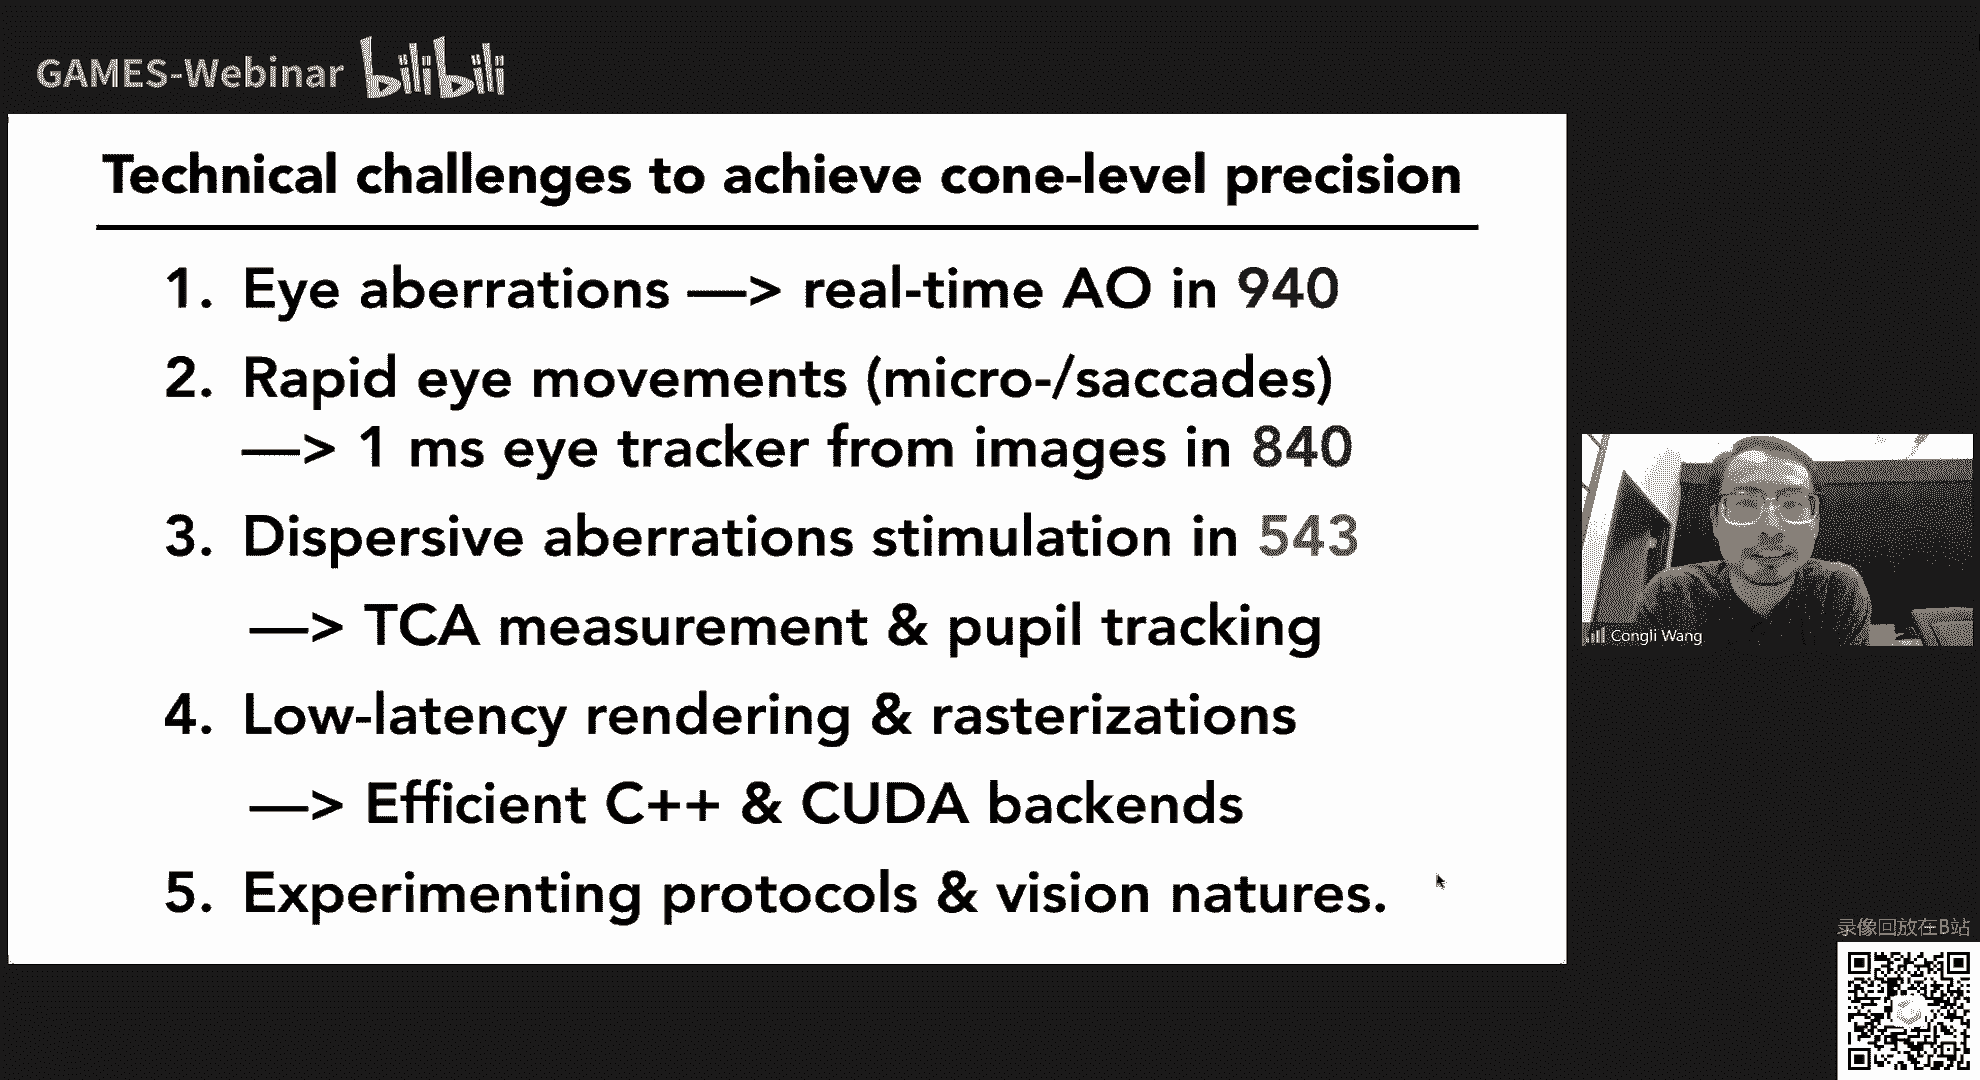 GAMES-Webinar bilibili
Technical challenges to achieve cone-level precision
1. Eye aberrations —> real-time AO in 940
2. Rapid eye movements (micro-/saccades)
—> 1 ms eye tracker from images in 840
3. Dispersive aberrations stimulation in 543
—> TCA measurement & pupil tracking
4. Low-latency rendering & rasterizations
—> Efficient C++ & CUDA backends
5. Experimenting protocols & vision natures.
Congli Wang
录像回放在B站